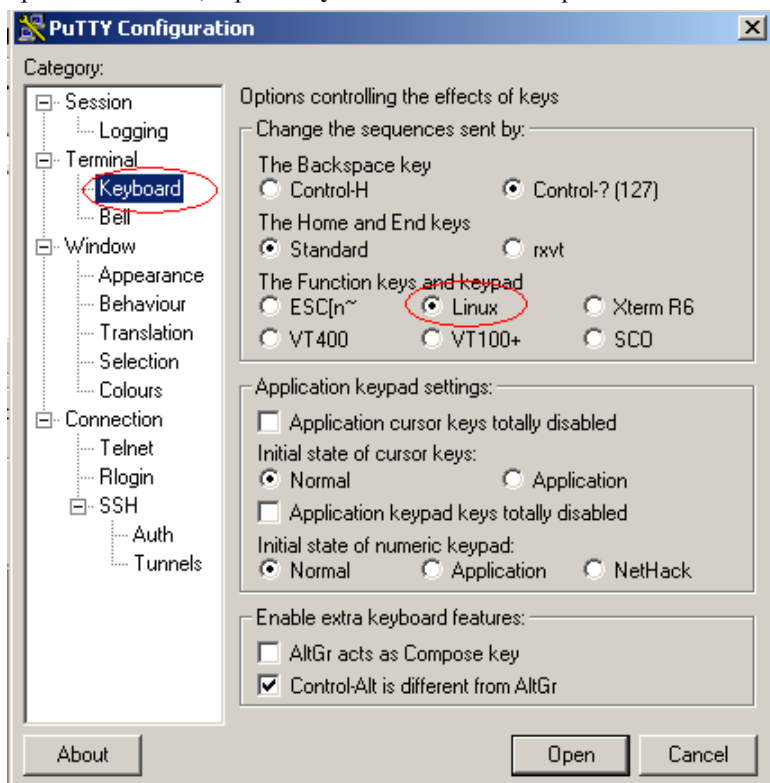 PuTTY Configuration
Category:
Session
Logging
Terminal
Keyboard
Bell
Window
Appearance
Behaviour
Translation
Selection
Colours
Connection
Telnet
Rlogin
SSH
Auth
Tunnels
Options controlling the effects of keys
Change the sequences sent by:
The Backspace key
Control-H Control-? (127)
The Home and End keys
Standard rxvt
The Function keys and keypad
ESC[n~ Linux Xterm R6
VT400 VT100+ SCO
Application keypad settings:
Application cursor keys totally disabled
Initial state of cursor keys:
Normal Application
Application keypad keys totally disabled
Initial state of numeric keypad:
Normal Application NetHack
Enable extra keyboard features:
AltGr acts as Compose key
Control-Alt is different from AltGr
About Open Cancel